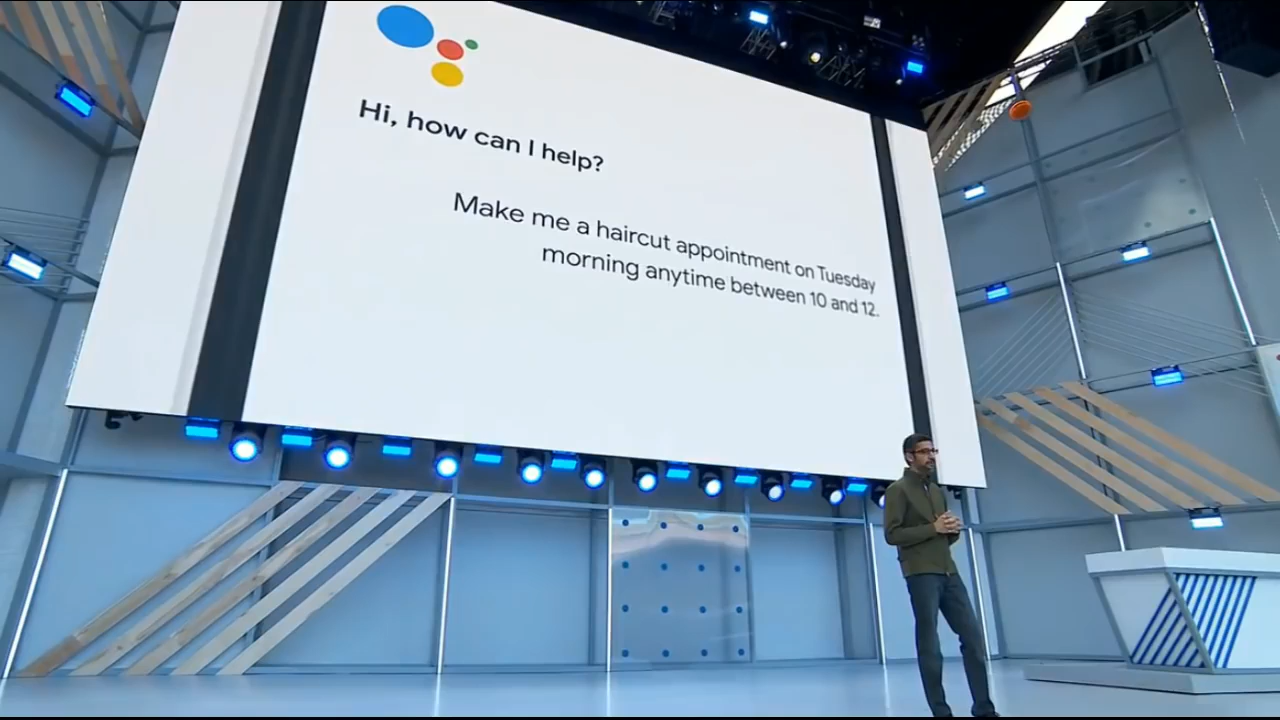 Hi, how can I help?
Make me a haircut appointment on Tuesday
morning anytime between 10 and 12.